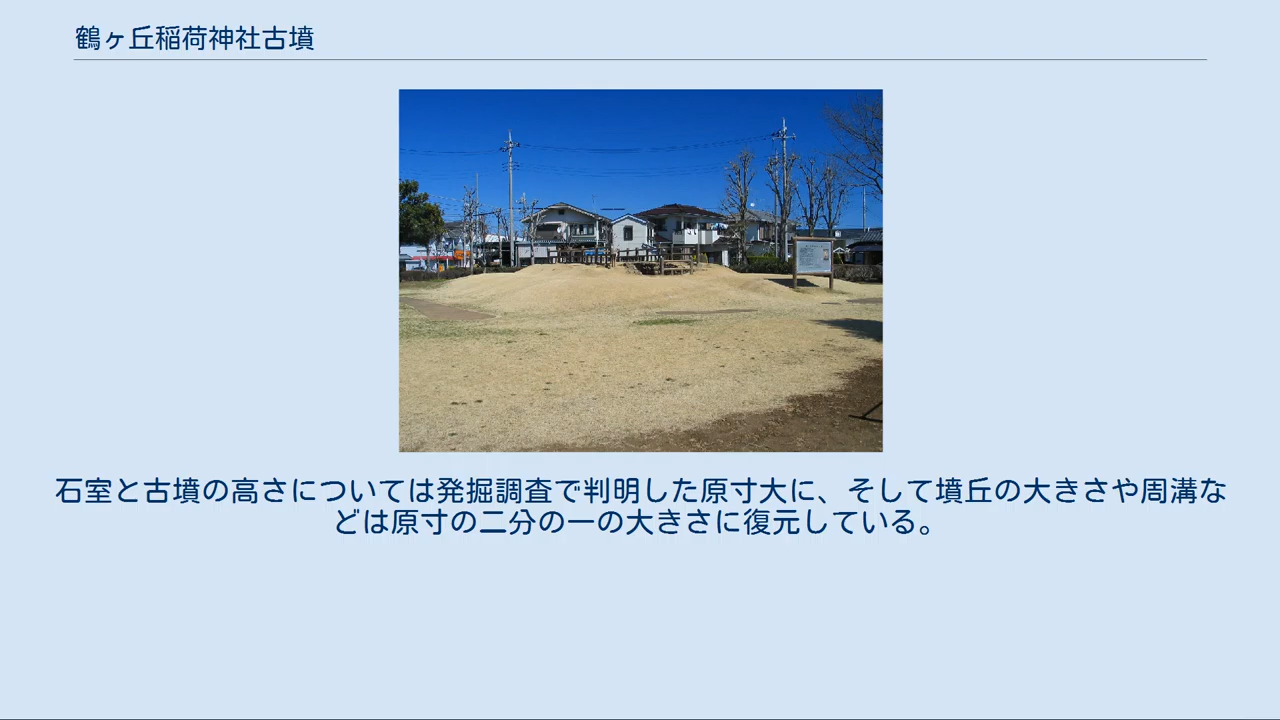 鶴ヶ丘稲荷神社古墳
石室と古墳の高さについては発掘調査で判明した原寸大に、そして墳丘の大きさや周溝な
どは原寸の二分の一の大きさに復元している。